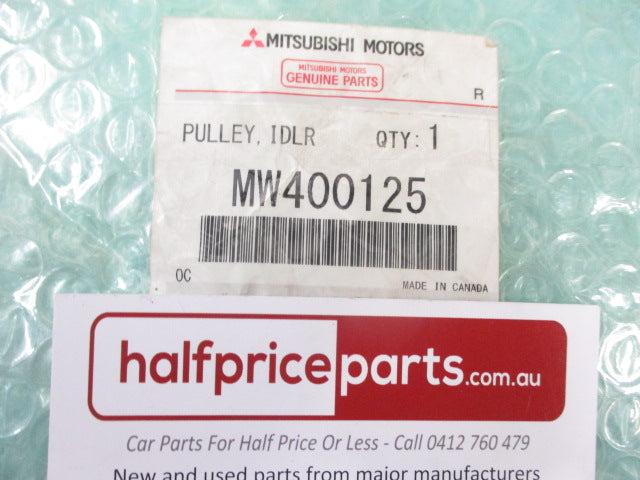 MITSUBISHI MOTORS
MITSUBISHI MOTORS
GENUINE PARTS
R
PULLEY, IDLR QTY: 1
MW400125
OC MADE IN CANADA
halfpriceparts.com.au
Car Parts For Half Price Or Less - Call 0412 760 479
New and used parts from major manufacturers